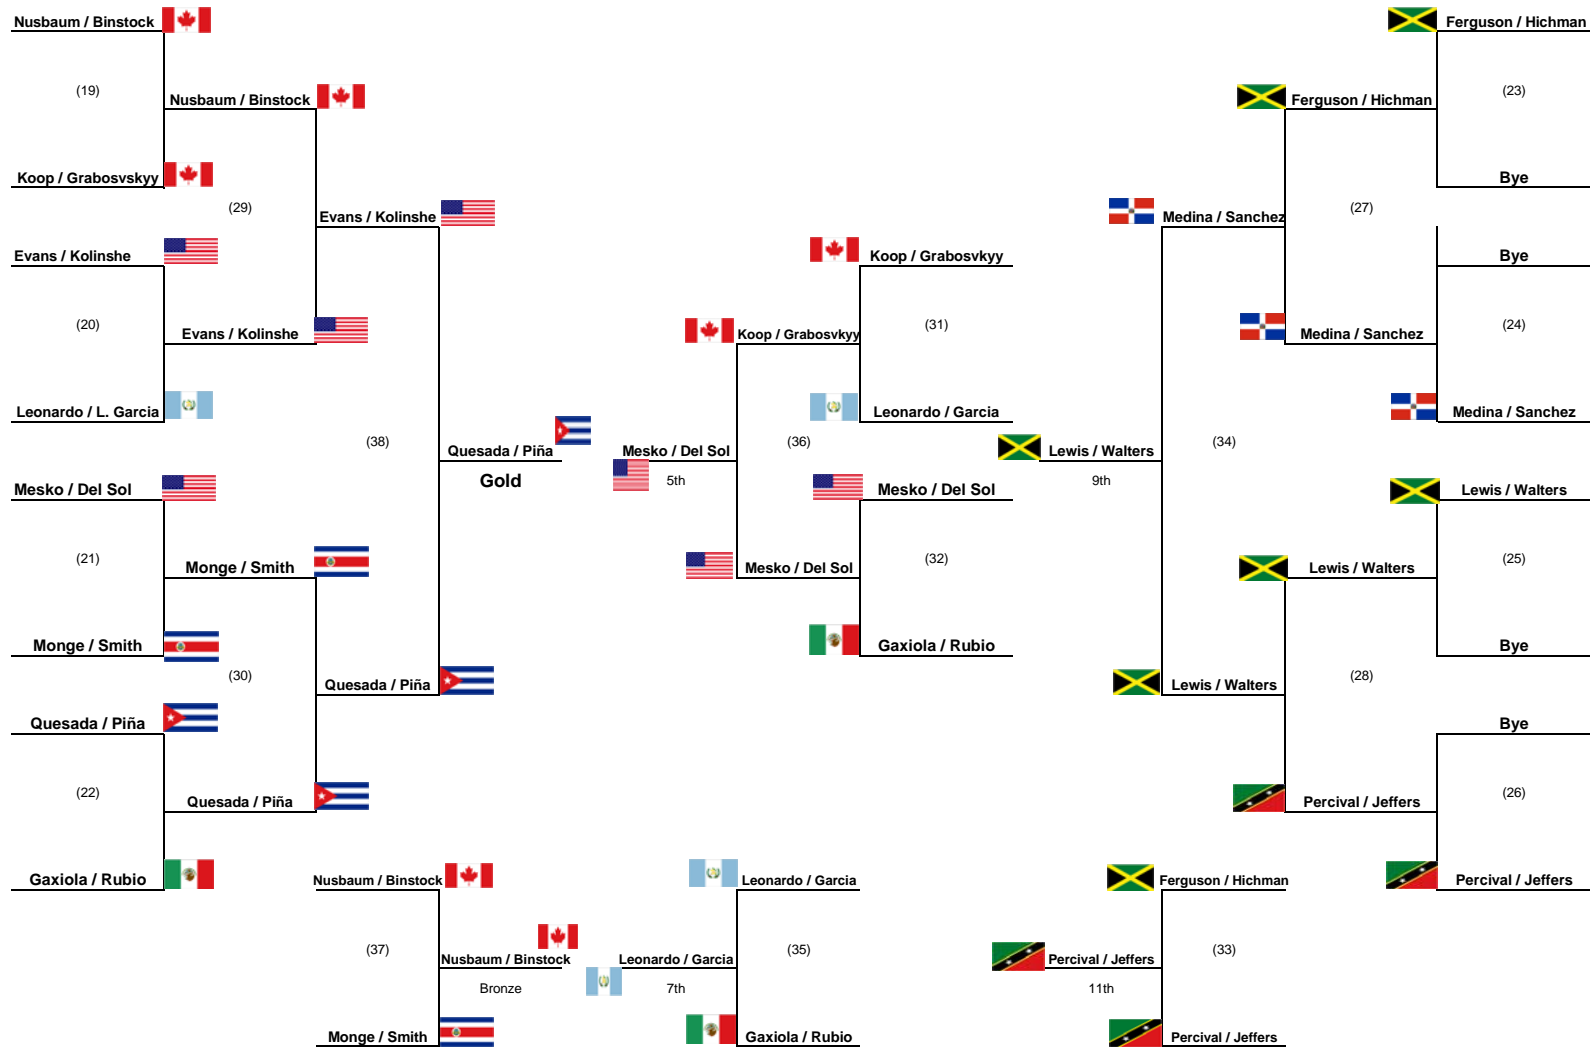 Nusbaum / Binstock
Ferguson / Hichman
(19)
Nusbaum / Binstock
Ferguson / Hichman
(23)
Koop / Grabosvskyy
Bye
(29)
Evans / Kolinshe
Medina / Sanchez
(27)
Evans / Kolinshe
Koop / Grabosvkyy
Bye
(20)
Evans / Kolinshe
Koop / Grabosvkyy
(31)
Medina / Sanchez
(24)
Leonardo / L. Garcia
Leonardo / Garcia
Medina / Sanchez
(38)
Quesada / Piña
Mesko / Del Sol
(36)
Lewis / Walters
(34)
Gold
5th
9th
Mesko / Del Sol
Mesko / Del Sol
Lewis / Walters
(21)
Monge / Smith
Mesko / Del Sol
(32)
Lewis / Walters
(25)
Monge / Smith
Gaxiola / Rubio
Bye
(30)
Quesada / Piña
Lewis / Walters
(28)
Quesada / Piña
Bye
(22)
Quesada / Piña
Percival / Jeffers
(26)
Gaxiola / Rubio
Nusbaum / Binstock
Leonardo / Garcia
Ferguson / Hichman
Percival / Jeffers
(37)
Nusbaum / Binstock
Leonardo / Garcia
(35)
Percival / Jeffers
(33)
Bronze
7th
11th
Monge / Smith
Gaxiola / Rubio
Percival / Jeffers